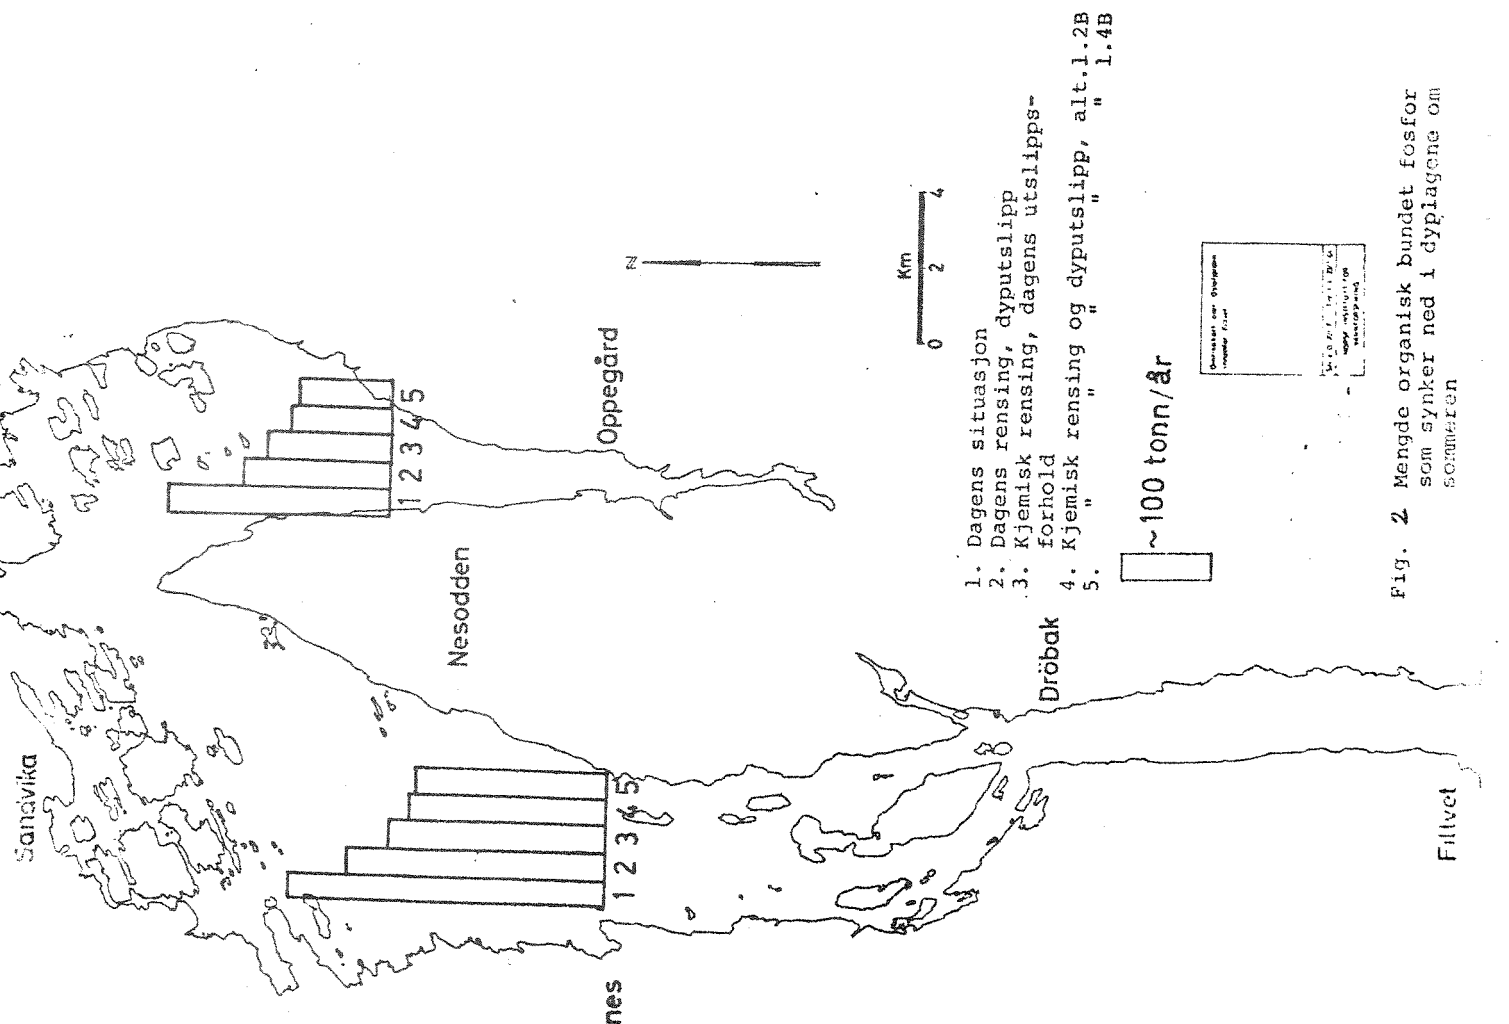 Sandvika
Nesodden
Oppegård
1 2 3 4 5
1 2 3 4 5
nes
Dröbak
Filtvet
N
Km
0 2 4
1. Dagens situasjon
2. Dagens rensing, dyputslipp
3. Kjemisk rensing, dagens utslipps-
forhold
4. Kjemisk rensing og dyputslipp, alt.1.2B
5. " " " " 1.4B
~100 tonn/år
Fig. 2 Mengde organisk bundet fosfor
som synker ned i dyplagene om
sommeren